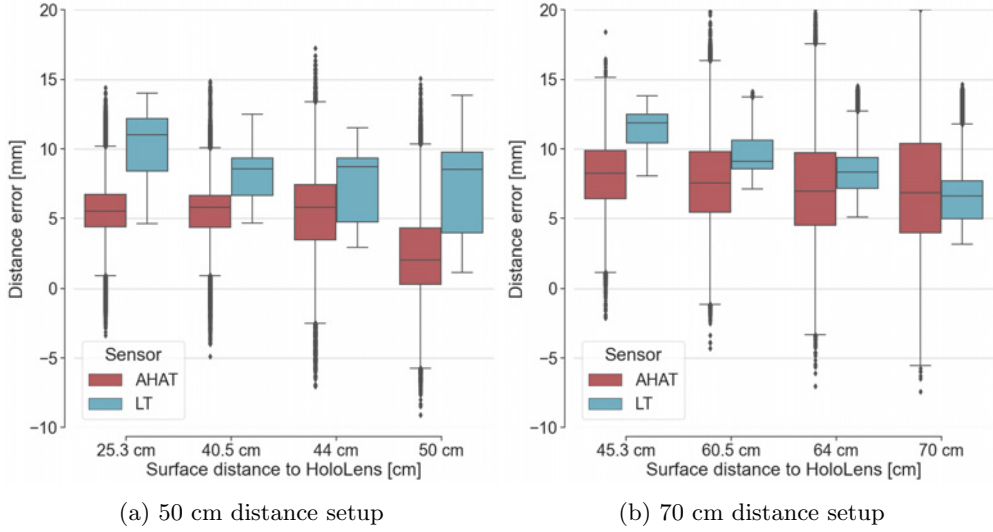 20
15
10
5
0
−5
−10
Distance error [mm]
Sensor
AHAT
LT
25.3 cm 40.5 cm 44 cm 50 cm
Surface distance to HoloLens [cm]
(a) 50 cm distance setup
20
15
10
5
0
−5
−10
Distance error [mm]
Sensor
AHAT
LT
45.3 cm 60.5 cm 64 cm 70 cm
Surface distance to HoloLens [cm]
(b) 70 cm distance setup